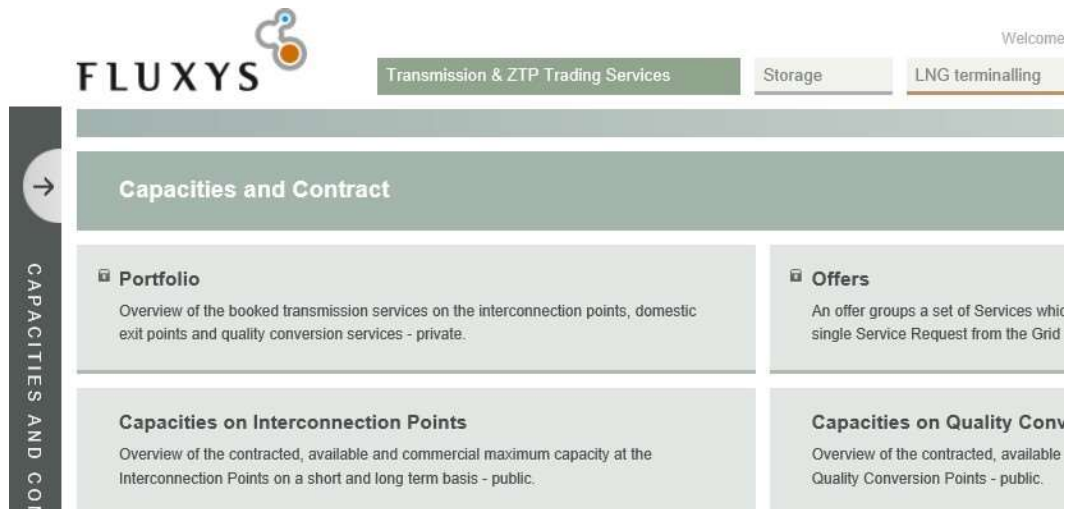 Welcome
FLUXYS
Transmission & ZTP Trading Services
Storage
LNG terminalling
Capacities and Contract
CAPACITIES AND
Portfolio
Overview of the booked transmission services on the interconnection points, domestic
exit points and quality conversion services - private.
Offers
An offer groups a set of Services
single Service Request from the Grid
Capacities on Interconnection Points
Overview of the contracted, available and commercial maximum capacity at the
Interconnection Points on a short and long term basis - public.
Capacities on Quality
Overview of the contracted, available
Quality Conversion Points - public.